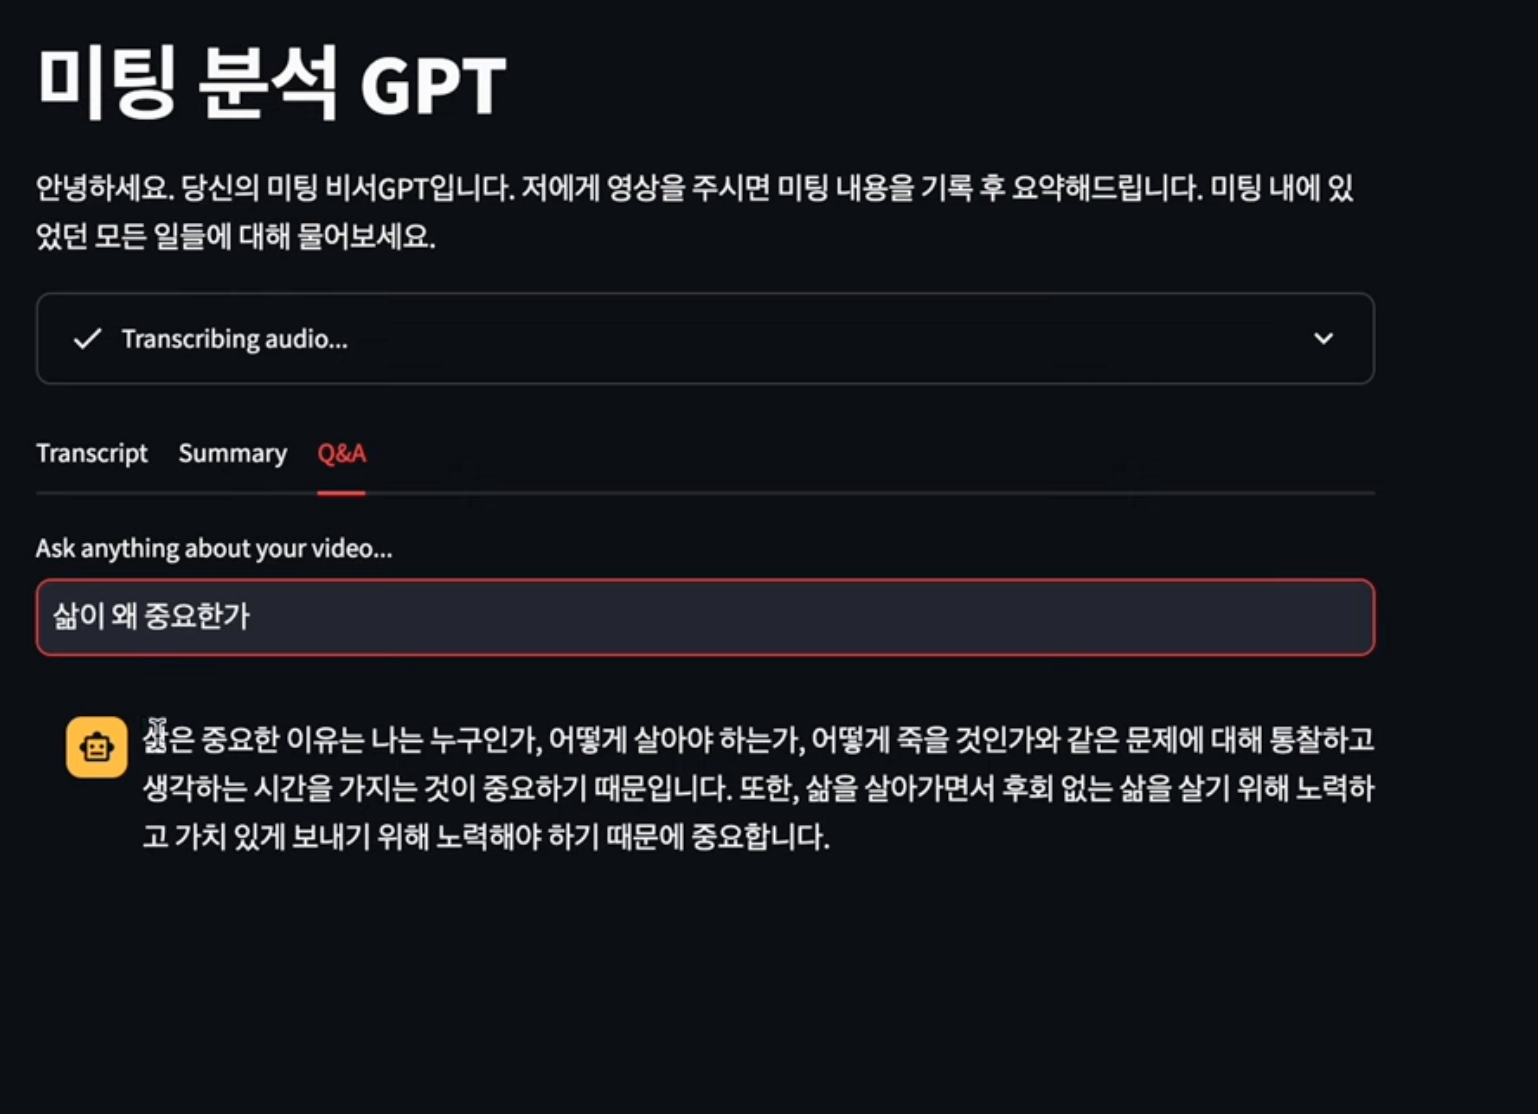 미팅 분석 GPT
안녕하세요. 당신의 미팅 비서GPT입니다. 저에게 영상을 주시면 미팅 내용을 기록 후 요약해드립니다. 미팅 내에 있
었던 모든 일들에 대해 물어보세요.
Transcribing audio...
Transcript Summary Q&A
Ask anything about your video...
삶이 왜 중요한가
삶은 중요한 이유는 나는 누구인가, 어떻게 살아야 하는가, 어떻게 죽을 것인가와 같은 문제에 대해 통찰하고
생각하는 시간을 가지는 것이 중요하기 때문입니다. 또한, 삶을 살아가면서 후회 없는 삶을 살기 위해 노력하
고 가치 있게 보내기 위해 노력해야 하기 때문에 중요합니다.